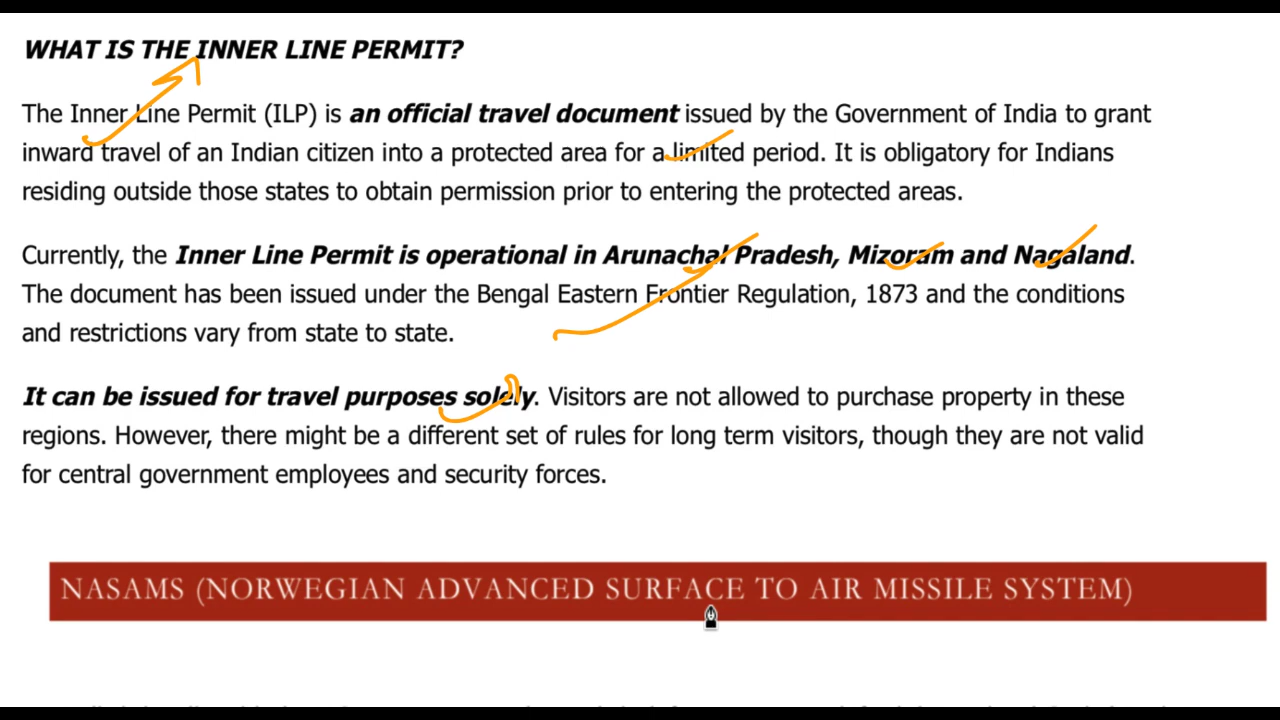 WHAT IS THE INNER LINE PERMIT?
The Inner Line Permit (ILP) is an official travel document issued by the Government of India to grant
inward travel of an Indian citizen into a protected area for a limited period. It is obligatory for Indians
residing outside those states to obtain permission prior to entering the protected areas.
Currently, the Inner Line Permit is operational in Arunachal Pradesh, Mizoram and Nagaland.
The document has been issued under the Bengal Eastern Frontier Regulation, 1873 and the conditions
and restrictions vary from state to state.
It can be issued for travel purposes solely. Visitors are not allowed to purchase property in these
regions. However, there might be a different set of rules for long term visitors, though they are not valid
for central government employees and security forces.
NASAMS (NORWEGIAN ADVANCED SURFACE TO AIR MISSILE SYSTEM)